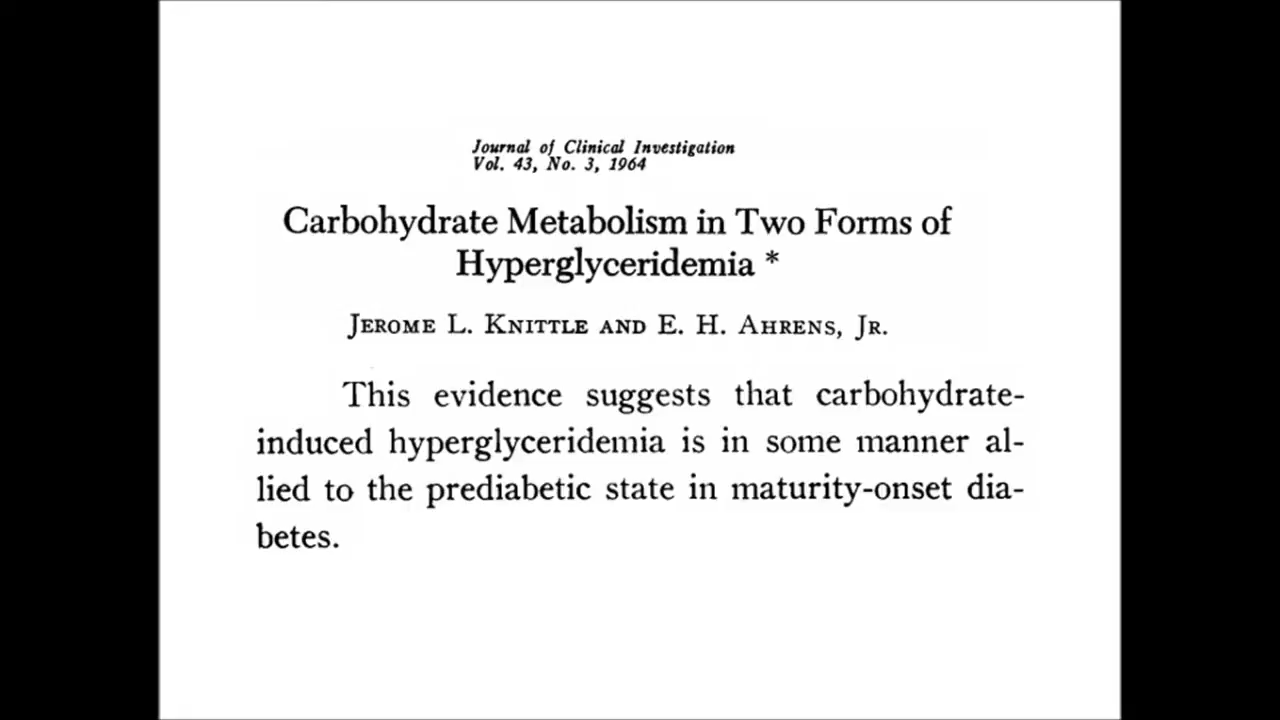 Journal of Clinical Investigation
Vol. 43, No. 3, 1964
Carbohydrate Metabolism in Two Forms of
Hyperglyceridemia *
Jerome L. Knittle and E. H. Ahrens, Jr.
This evidence suggests that carbohydrate-
induced hyperglyceridemia is in some manner al-
lied to the prediabetic state in maturity-onset dia-
betes.